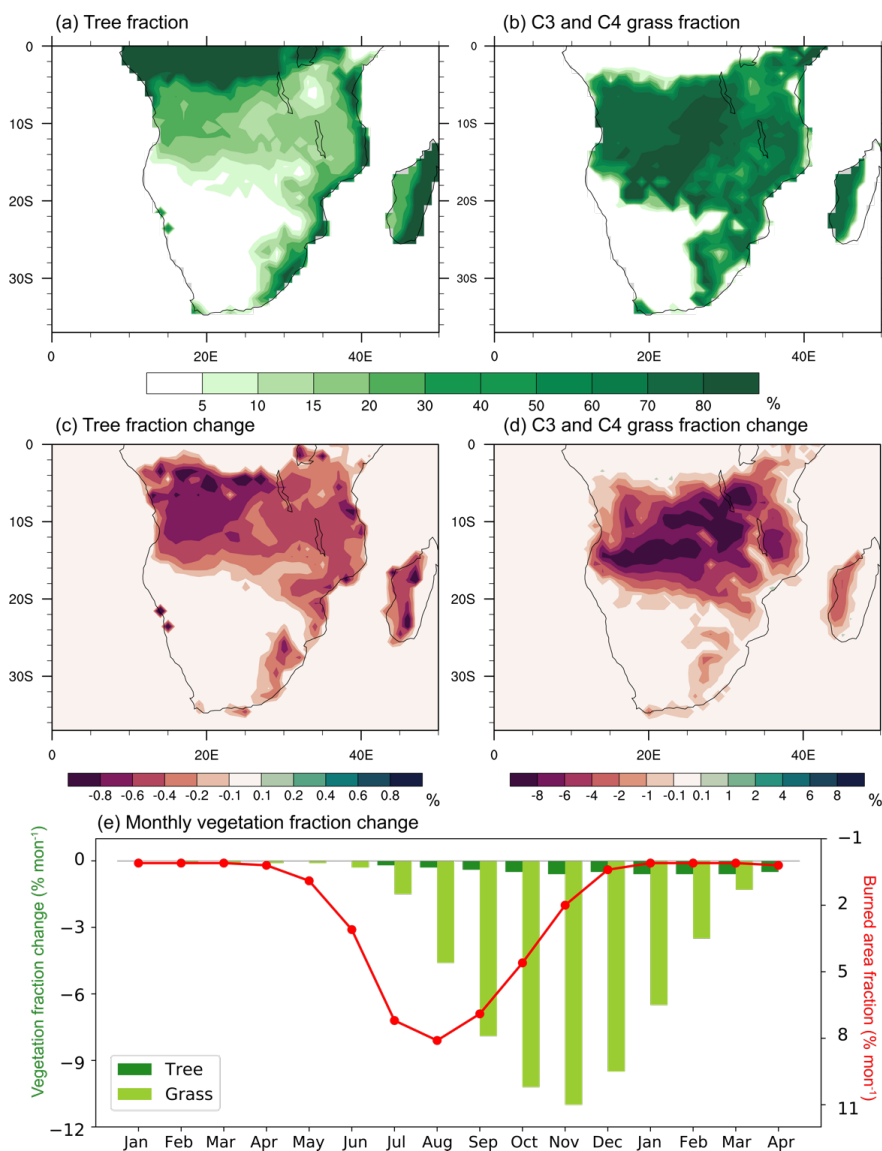 (a) Tree fraction
(b) C3 and C4 grass fraction
0
10S
20S
30S
0
20E
40E
0
10S
20S
30S
0
20E
40E
5 10 15 20 30 40 50 60 70 80 %
(c) Tree fraction change
(d) C3 and C4 grass fraction change
0
10S
20S
30S
0
20E
40E
0
10S
20S
30S
0
20E
40E
-0.8 -0.6 -0.4 -0.2 -0.1 0.1 0.2 0.4 0.6 0.8 %
-8 -6 -4 -2 -1 -0.1 0.1 1 2 4 6 8 %
(e) Monthly vegetation fraction change
Vegetation fraction change (% mon⁻¹)
0
−3
−6
−9
−12
Tree
Grass
Jan Feb Mar Apr May Jun Jul Aug Sep Oct Nov Dec Jan Feb Mar Apr
−1
2
5
8
11
Burned area fraction (% mon⁻¹)